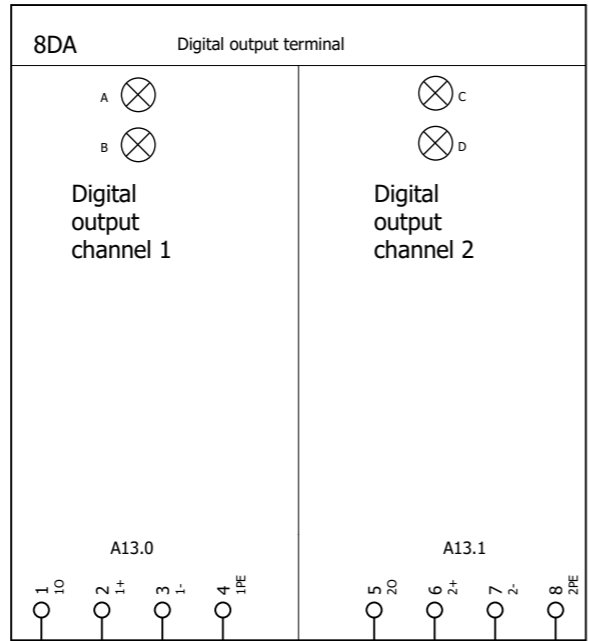 8DA
Digital output terminal
A
B
C
D
Digital
output
channel 1
Digital
output
channel 2
A13.0
A13.1
1 1O
2 1+
3 1-
4 1PE
5 2O
6 2+
7 2-
8 2PE